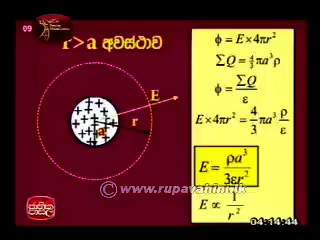 09
r>a අවස්ථාව
E
r
a
ϕ = E×4πr²
ΣQ = 4/3 πa³ρ
ϕ = ΣQ/ε
E×4πr² = 4/3 πa³ ρ/ε
E = ρa³/3εr²
E ∝ 1/r²
© www.rupavahini.lk
04:14:44